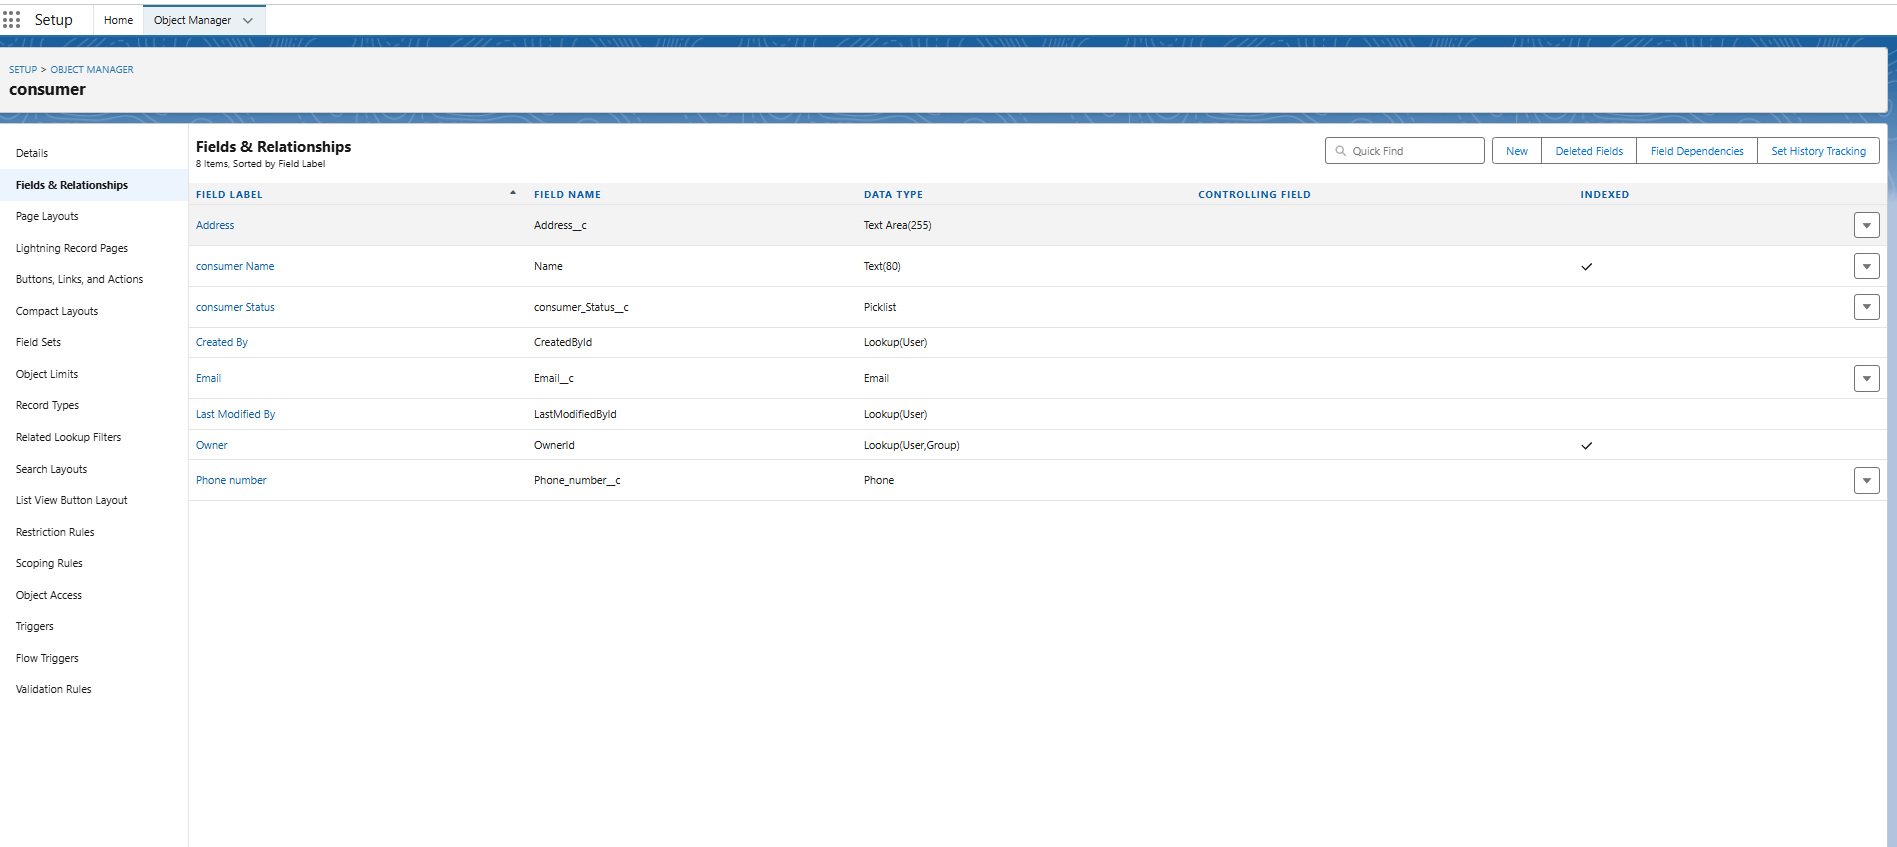 Setup Home Object Manager
SETUP > OBJECT MANAGER
consumer
Details
Fields & Relationships
Page Layouts
Lightning Record Pages
Buttons, Links, and Actions
Compact Layouts
Field Sets
Object Limits
Record Types
Related Lookup Filters
Search Layouts
List View Button Layout
Restriction Rules
Scoping Rules
Object Access
Triggers
Flow Triggers
Validation Rules
Fields & Relationships
8 Items, Sorted by Field Label
Quick Find New Deleted Fields Field Dependencies Set History Tracking
FIELD LABEL FIELD NAME DATA TYPE CONTROLLING FIELD INDEXED
Address Address__c Text Area(255)
consumer Name Name Text(80)
consumer Status consumer_Status__c Picklist
Created By CreatedById Lookup(User)
Email Email__c Email
Last Modified By LastModifiedById Lookup(User)
Owner OwnerId Lookup(User,Group)
Phone number Phone_number__c Phone